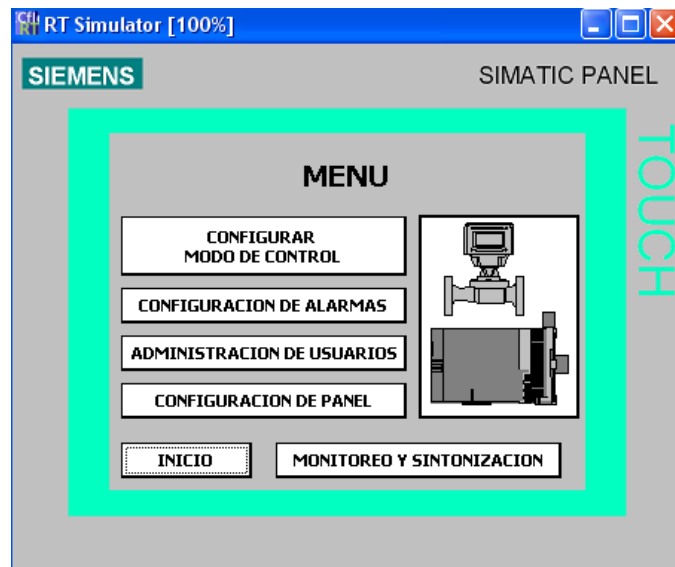 RT Simulator [100%]
SIEMENS
SIMATIC PANEL
TOUCH
MENU
CONFIGURAR
MODO DE CONTROL
CONFIGURACION DE ALARMAS
ADMINISTRACION DE USUARIOS
CONFIGURACION DE PANEL
INICIO
MONITOREO Y SINTONIZACION